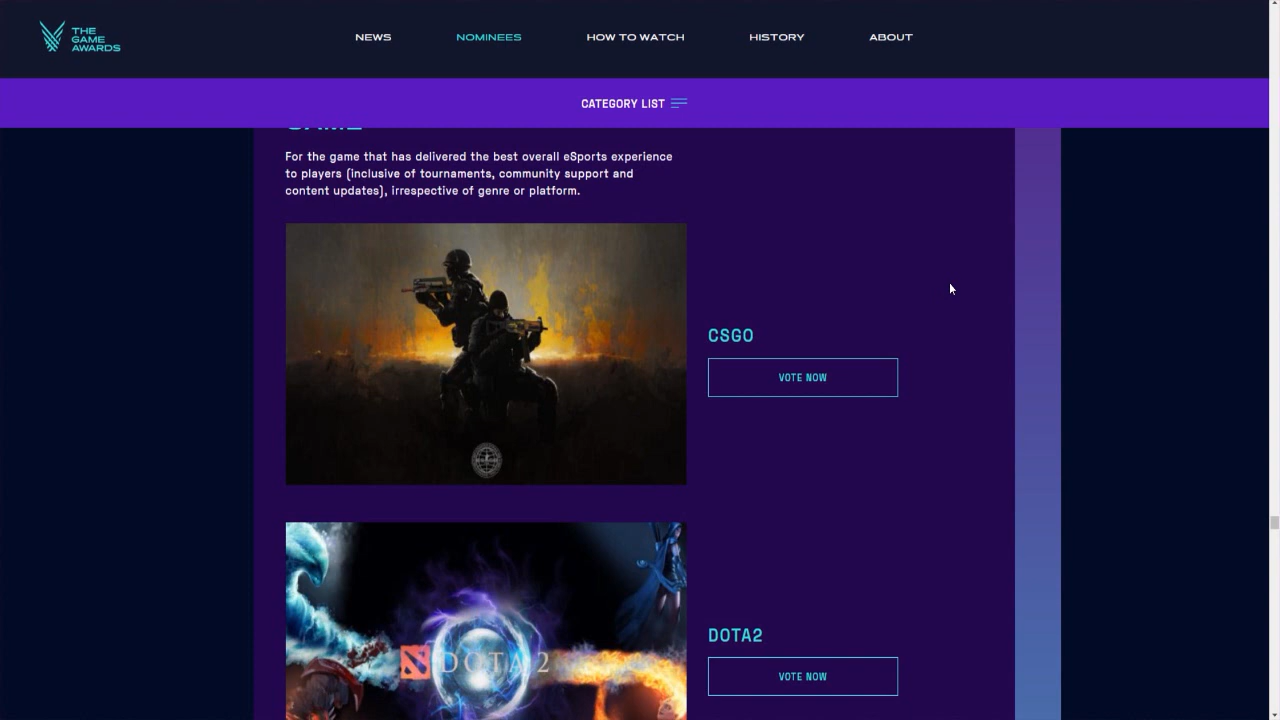 THE
GAME
AWARDS
NEWS
NOMINEES
HOW TO WATCH
HISTORY
ABOUT
CATEGORY LIST
For the game that has delivered the best overall eSports experience
to players (inclusive of tournaments, community support and
content updates), irrespective of genre or platform.
CSGO
VOTE NOW
DOTA 2
DOTA2
VOTE NOW